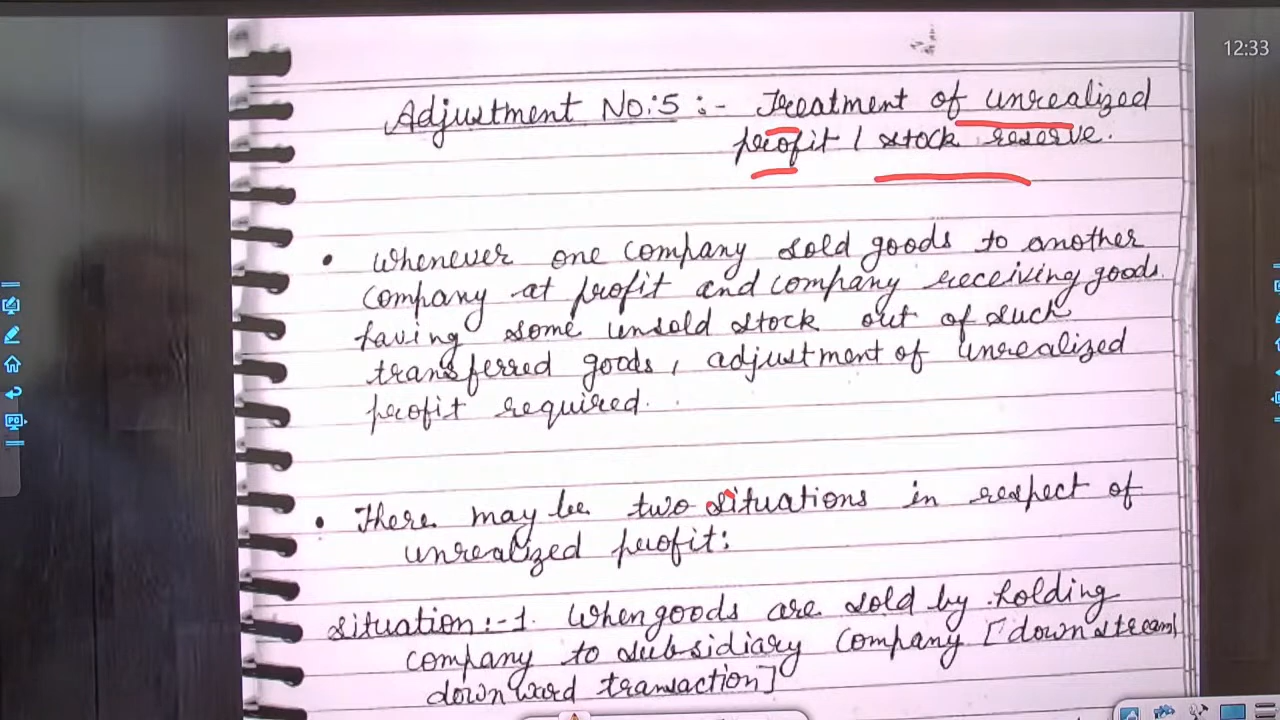 12:33
Adjustment No:5 :- Treatment of unrealized
profit / stock reserve.
• Whenever one company sold goods to another
company at profit and company receiving goods
having some unsold stock out of such
transferred goods, adjustment of unrealized
profit required.
• There may be two situations in respect of
unrealized profit:
situation:-1. When goods are sold by holding
company to subsidiary company [down stream/
downward transaction]
PD